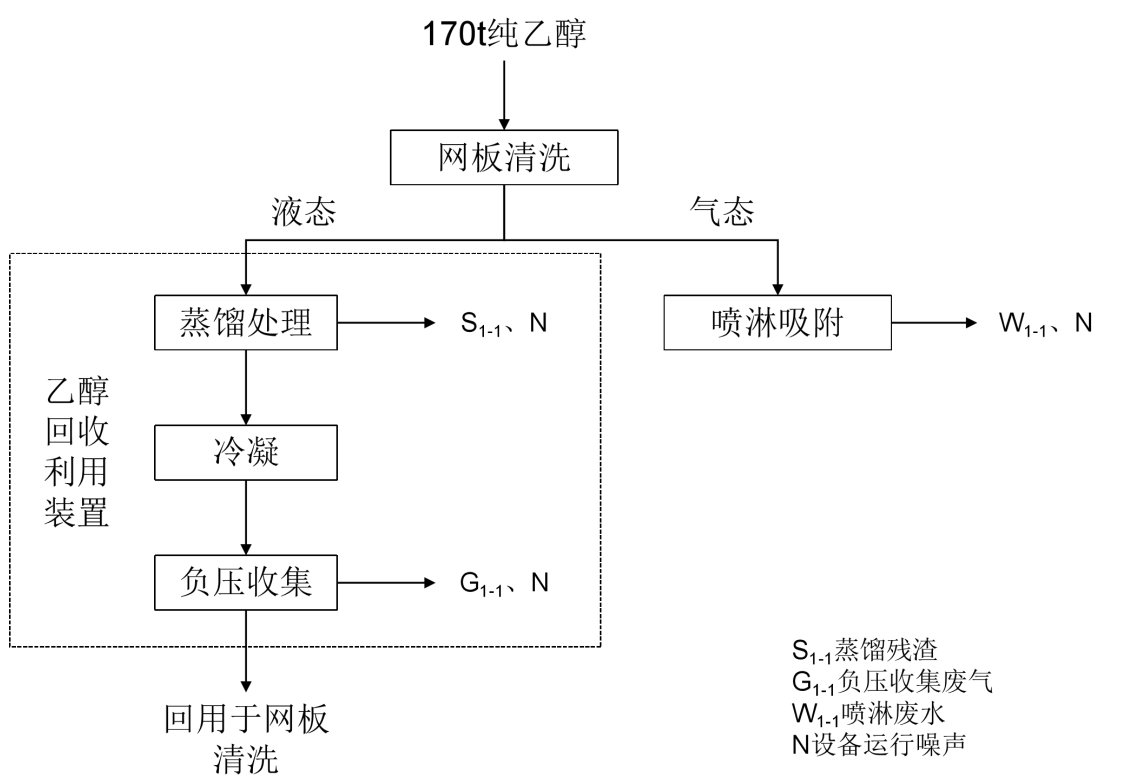 170t纯乙醇
网板清洗
液态
气态
蒸馏处理
S1-1、N
喷淋吸附
W1-1、N
乙醇
回收
利用
装置
冷凝
负压收集
G1-1、N
回用于网板
清洗
S1-1蒸馏残渣
G1-1负压收集废气
W1-1喷淋废水
N设备运行噪声